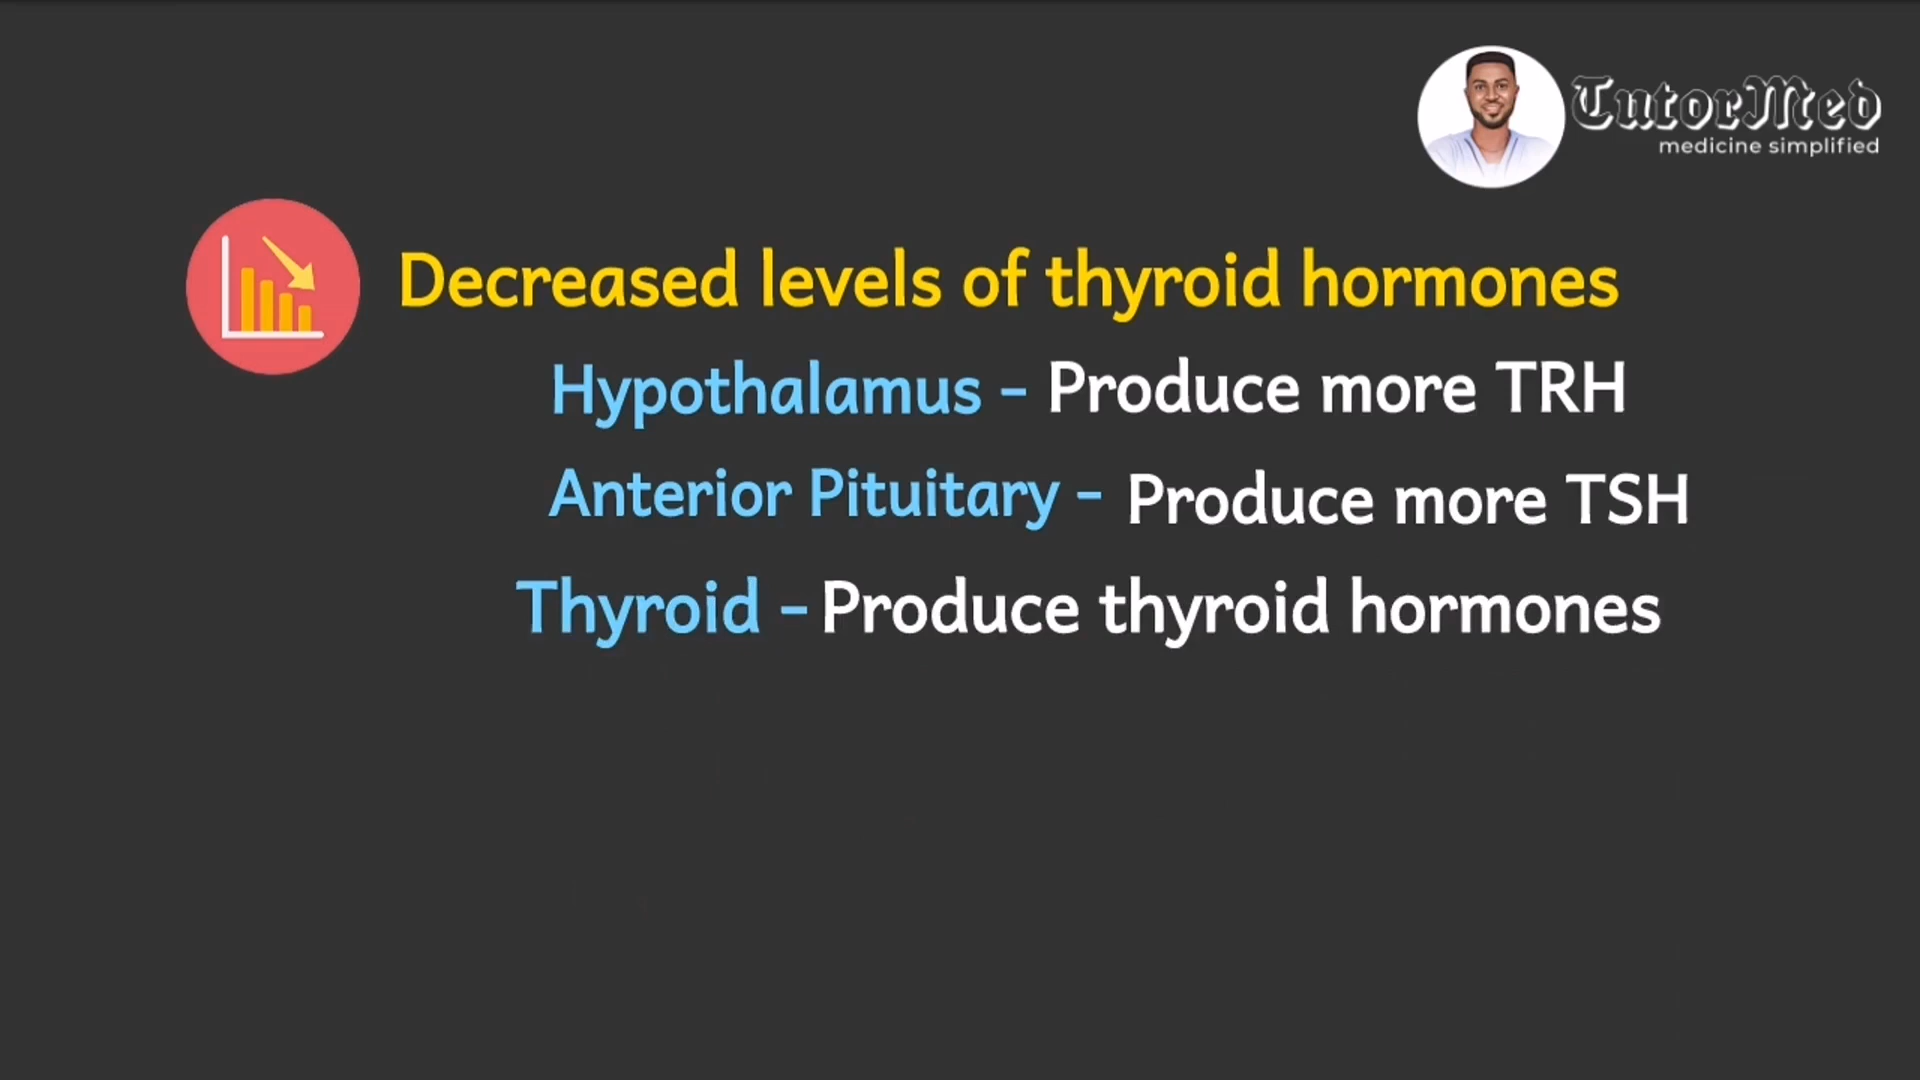 TutorMed
medicine simplified
Decreased levels of thyroid hormones
Hypothalamus - Produce more TRH
Anterior Pituitary - Produce more TSH
Thyroid - Produce thyroid hormones